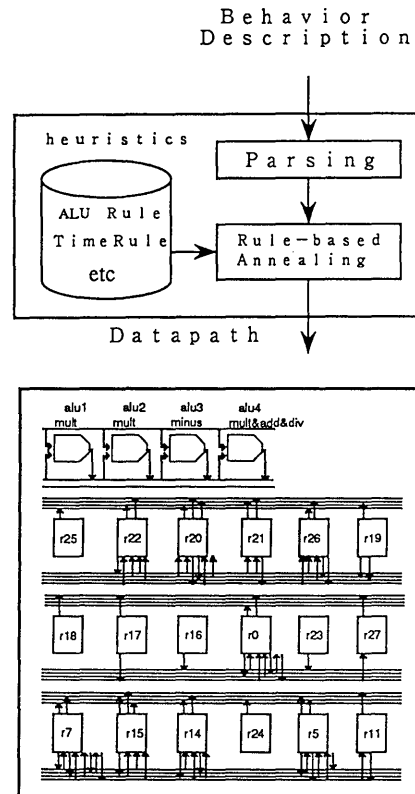 Behavior
Description
heuristics
Parsing
ALU Rule
TimeRule
etc
Rule-based
Annealing
Datapath
alu1 alu2 alu3 alu4
mult mult minus mult&add&div
r25 r22 r20 r21 r26 r19
r18 r17 r16 r0 r23 r27
r7 r15 r14 r24 r5 r11